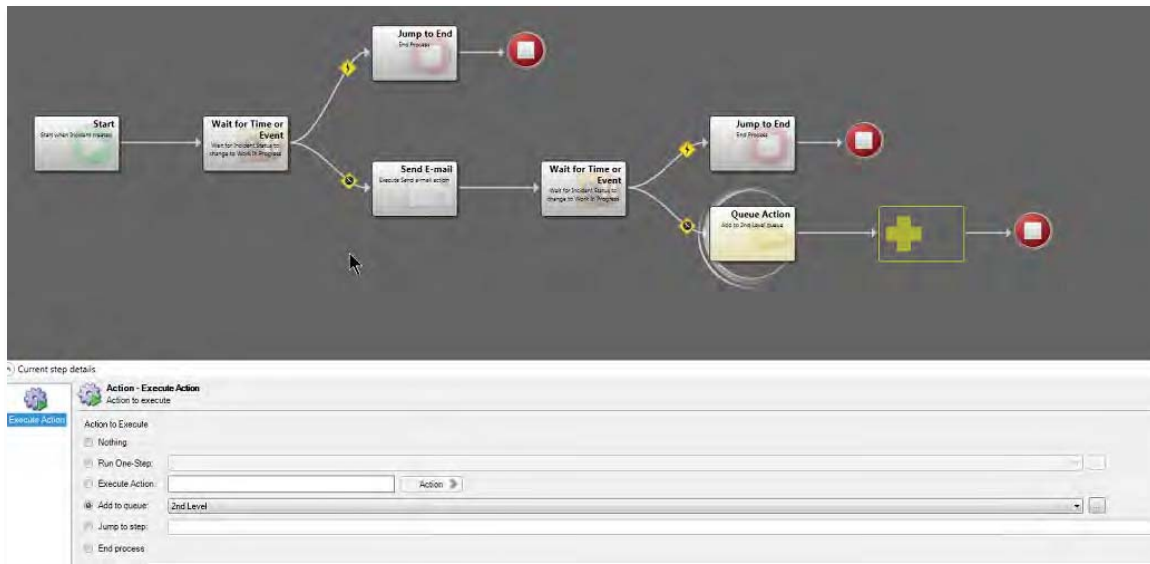 Jump to End
End Process
Start
Start when Incident created
Wait for Time or
Event
Wait for Incident Status to
change to Work In Progress
Send E-mail
Execute Send e-mail action
Wait for Time or
Event
Wait for Incident Status to
change to Work In Progress
Jump to End
End Process
Queue Action
Add to 2nd Level queue
Current step details
Execute Action
Action - Execute Action
Action to execute
Action to Execute
Nothing
Run One-Step:
Execute Action:
Action
Add to queue:
2nd Level
Jump to step:
End process